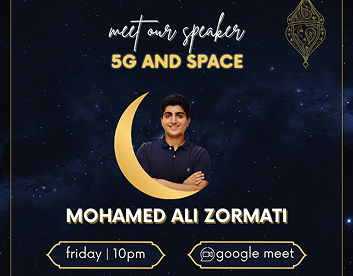 meet our speaker
5G AND SPACE
MOHAMED ALI ZORMATI
friday | 10pm
google meet